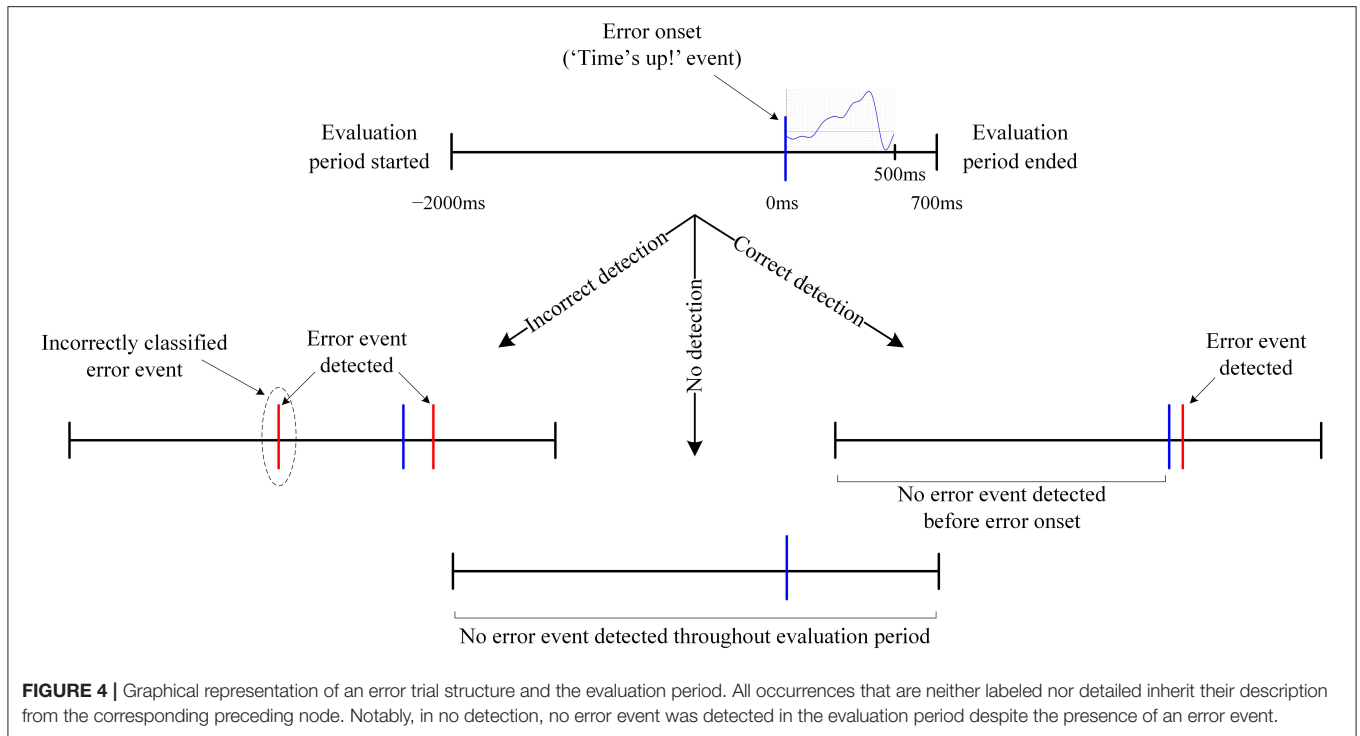 Error onset
(‘Time’s up!’ event)
Evaluation
period started
Evaluation
period ended
500ms
−2000ms
0ms
700ms
Incorrect detection
No detection
Correct detection
Incorrectly classified
error event
Error event
detected
Error event
detected
No error event detected
before error onset
No error event detected throughout evaluation period
FIGURE 4 | Graphical representation of an error trial structure and the evaluation period. All occurrences that are neither labeled nor detailed inherit their description
from the corresponding preceding node. Notably, in no detection, no error event was detected in the evaluation period despite the presence of an error event.